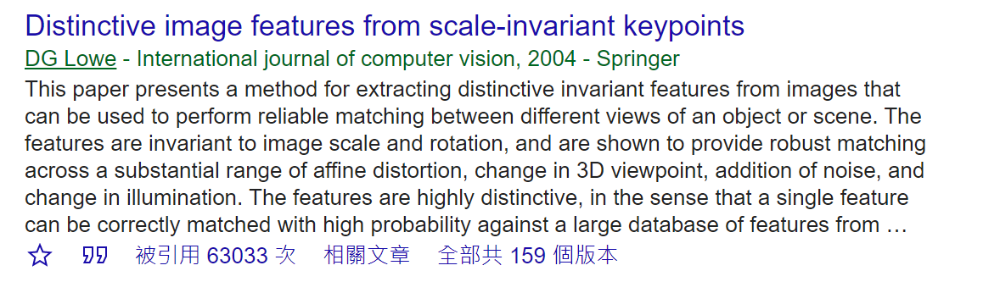 Distinctive image features from scale-invariant keypoints
DG Lowe - International journal of computer vision, 2004 - Springer
This paper presents a method for extracting distinctive invariant features from images that
can be used to perform reliable matching between different views of an object or scene. The
features are invariant to image scale and rotation, and are shown to provide robust matching
across a substantial range of affine distortion, change in 3D viewpoint, addition of noise, and
change in illumination. The features are highly distinctive, in the sense that a single feature
can be correctly matched with high probability against a large database of features from …
被引用 63033 次 相關文章 全部共 159 個版本